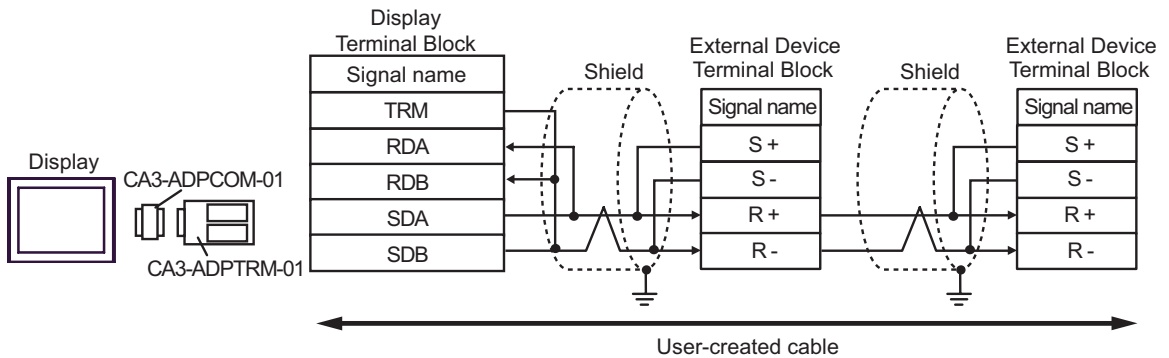 Display
Terminal Block
Signal name
TRM
RDA
RDB
SDA
SDB
Shield
External Device
Terminal Block
Signal name
S +
S -
R +
R -
Shield
External Device
Terminal Block
Signal name
S +
S -
R +
R -
Display
CA3-ADPCOM-01
CA3-ADPTRM-01
User-created cable